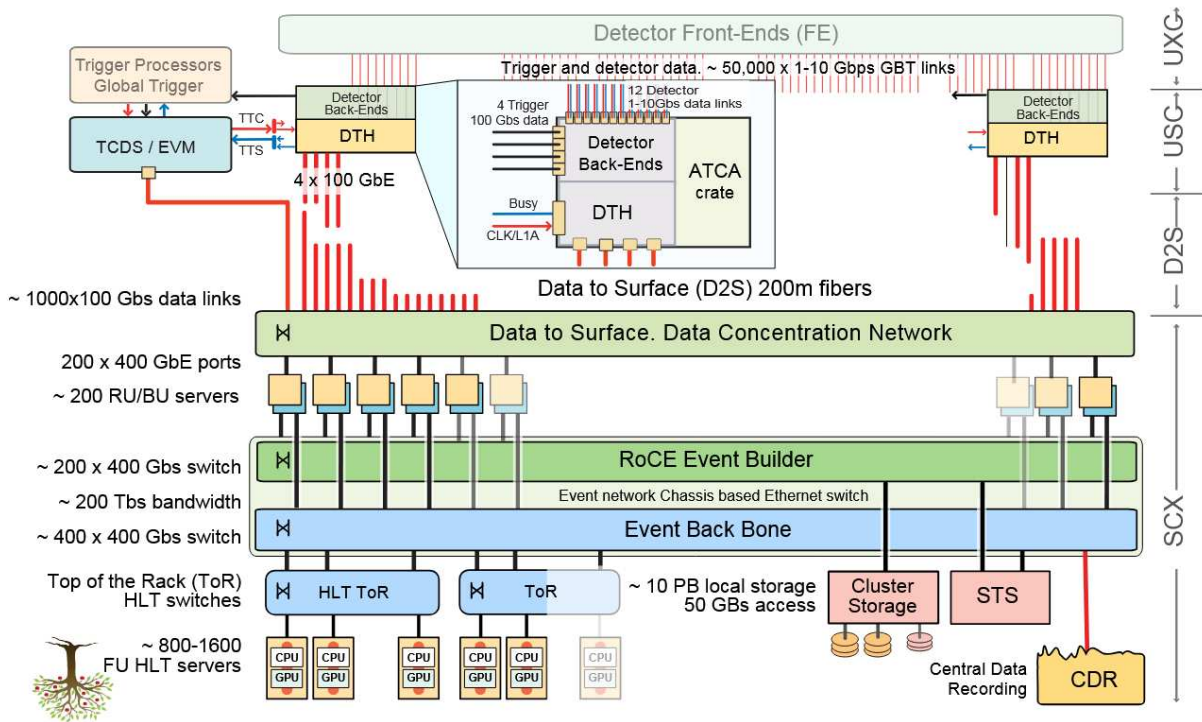 Detector Front-Ends (FE)
Trigger and detector data. ~ 50,000 x 1-10 Gbps GBT links
UXG
Trigger Processors
Global Trigger
TCDS / EVM
TTC
TTS
Detector
Back-Ends
DTH
4 x 100 GbE
12 Detector
1-10Gbs data links
4 Trigger
100 Gbs data
Detector
Back-Ends
DTH
ATCA
crate
Busy
CLK/L1A
Detector
Back-Ends
DTH
USC
D2S
~ 1000x100 Gbs data links
Data to Surface (D2S) 200m fibers
Data to Surface. Data Concentration Network
200 x 400 GbE ports
~ 200 RU/BU servers
~ 200 x 400 Gbs switch
RoCE Event Builder
~ 200 Tbs bandwidth
Event network Chassis based Ethernet switch
~ 400 x 400 Gbs switch
Event Back Bone
SCX
Top of the Rack (ToR)
HLT switches
HLT ToR
ToR
~ 10 PB local storage
50 GBs access
Cluster
Storage
STS
~ 800-1600
FU HLT servers
CPU
GPU
CPU
GPU
CPU
GPU
CPU
GPU
CPU
GPU
CPU
GPU
Central Data
Recording
CDR